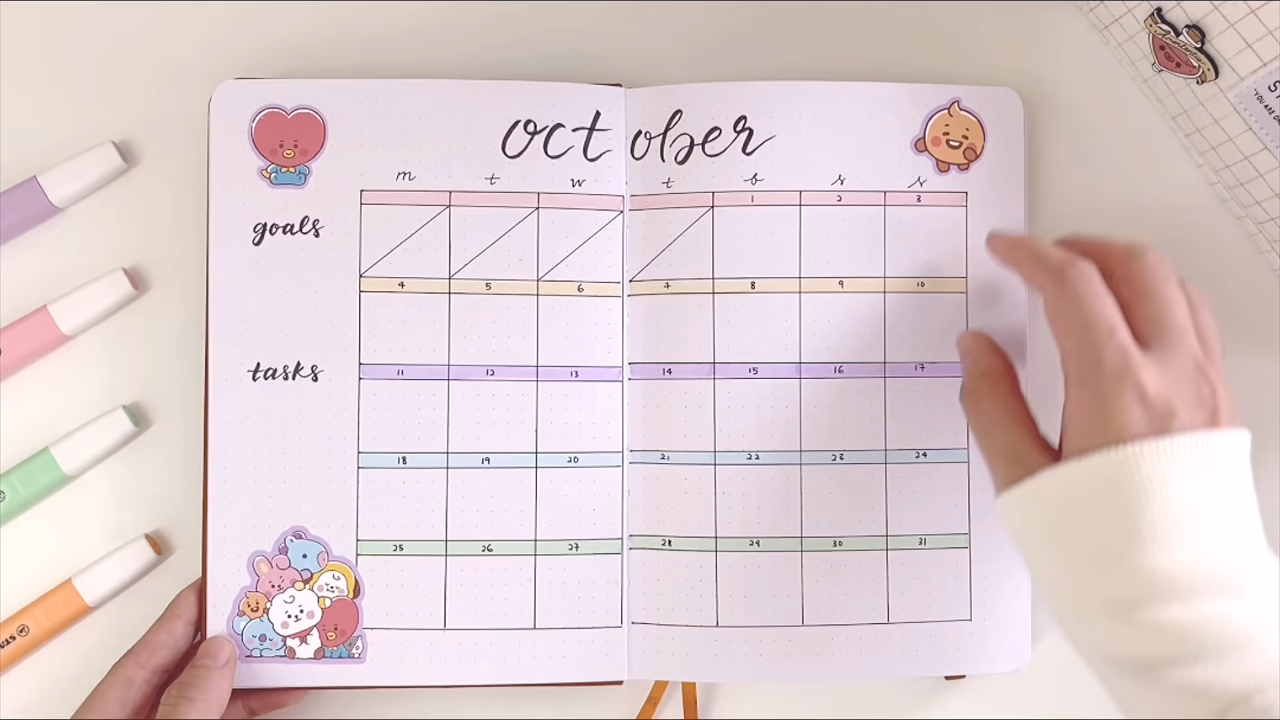 october
m t w t f s s
1 2 3
goals
4 5 6 7 8 9 10
tasks
11 12 13 14 15 16 17
18 19 20 21 22 23 24
25 26 27 28 29 30 31